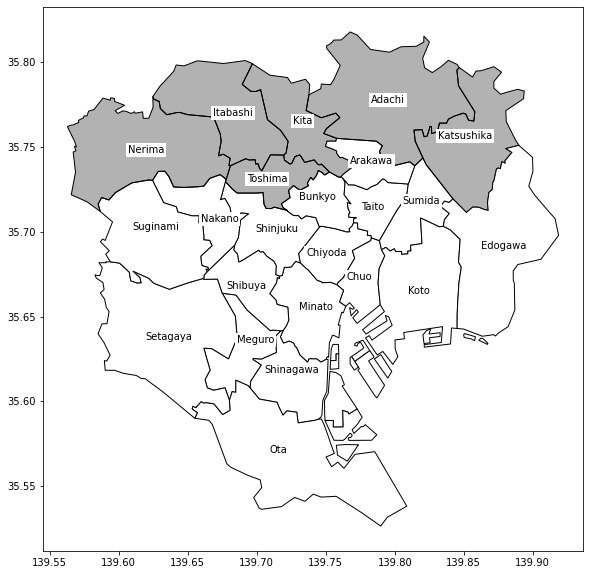 35.80
35.75
35.70
35.65
35.60
35.55
Adachi
Itabashi
Kita
Katsushika
Nerima
Arakawa
Toshima
Bunkyo
Sumida
Taito
Nakano
Suginami
Shinjuku
Edogawa
Chiyoda
Chuo
Shibuya
Koto
Minato
Setagaya
Meguro
Shinagawa
Ota
139.55 139.60 139.65 139.70 139.75 139.80 139.85 139.90